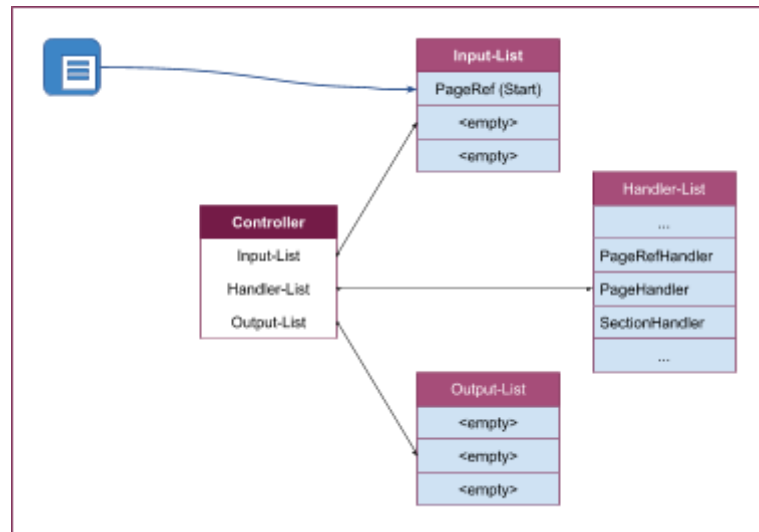 Input-List
PageRef (Start)
<empty>
<empty>
Handler-List
...
PageRefHandler
PageHandler
SectionHandler
...
Controller
Input-List
Handler-List
Output-List
Output-List
<empty>
<empty>
<empty>